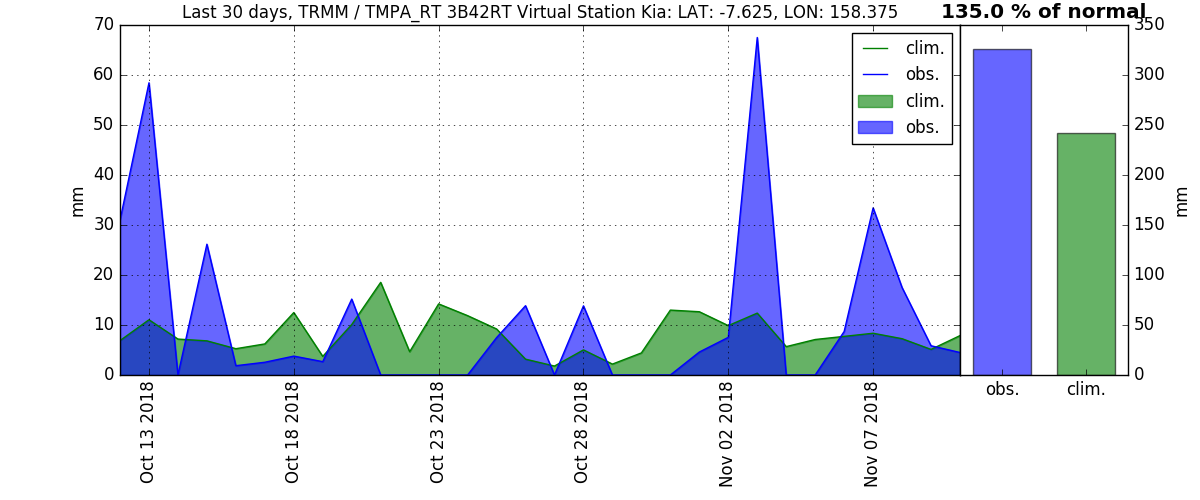 Last 30 days, TRMM / TMPA_RT 3B42RT Virtual Station Kia: LAT: -7.625, LON: 158.375
135.0 % of normal
70
60
50
40
30
20
10
0
mm
clim.
obs.
clim.
obs.
350
300
250
200
150
100
50
0
mm
obs.
clim.
Oct 13 2018
Oct 18 2018
Oct 23 2018
Oct 28 2018
Nov 02 2018
Nov 07 2018